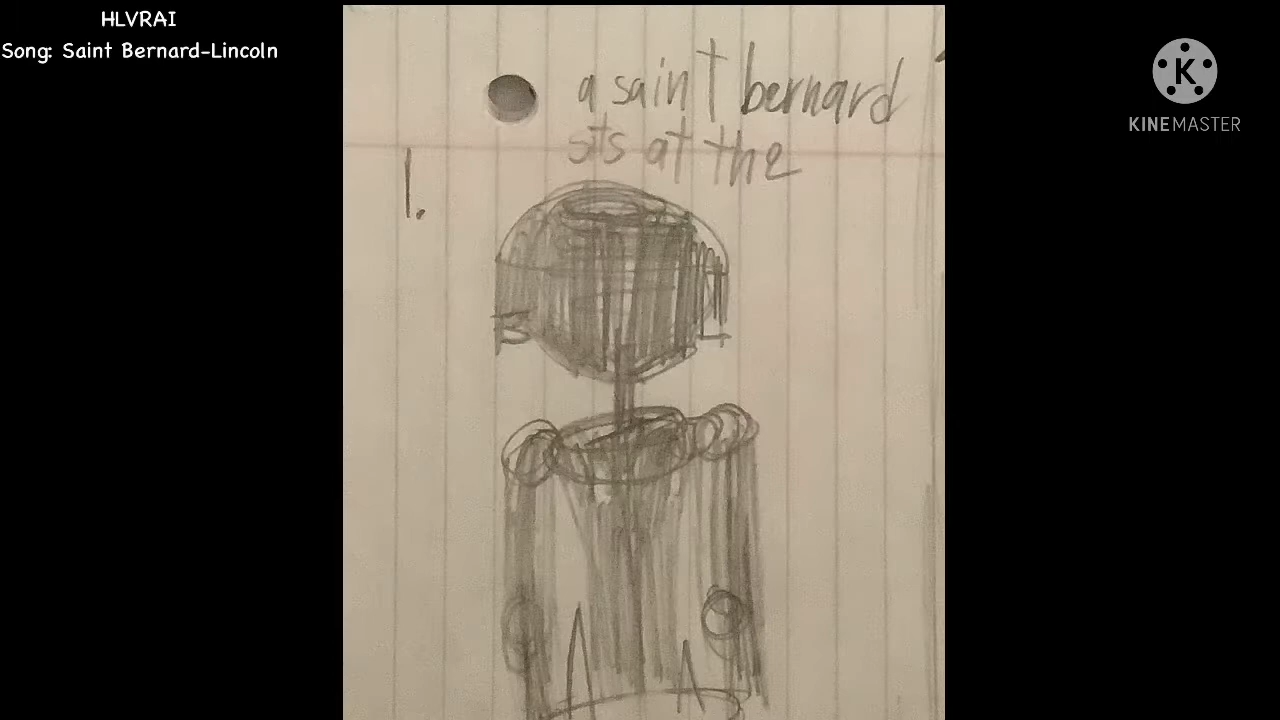 HLVRAI
Song: Saint Bernard-Lincoln
a saint bernard
sits at the
1.
K
KINEMASTER